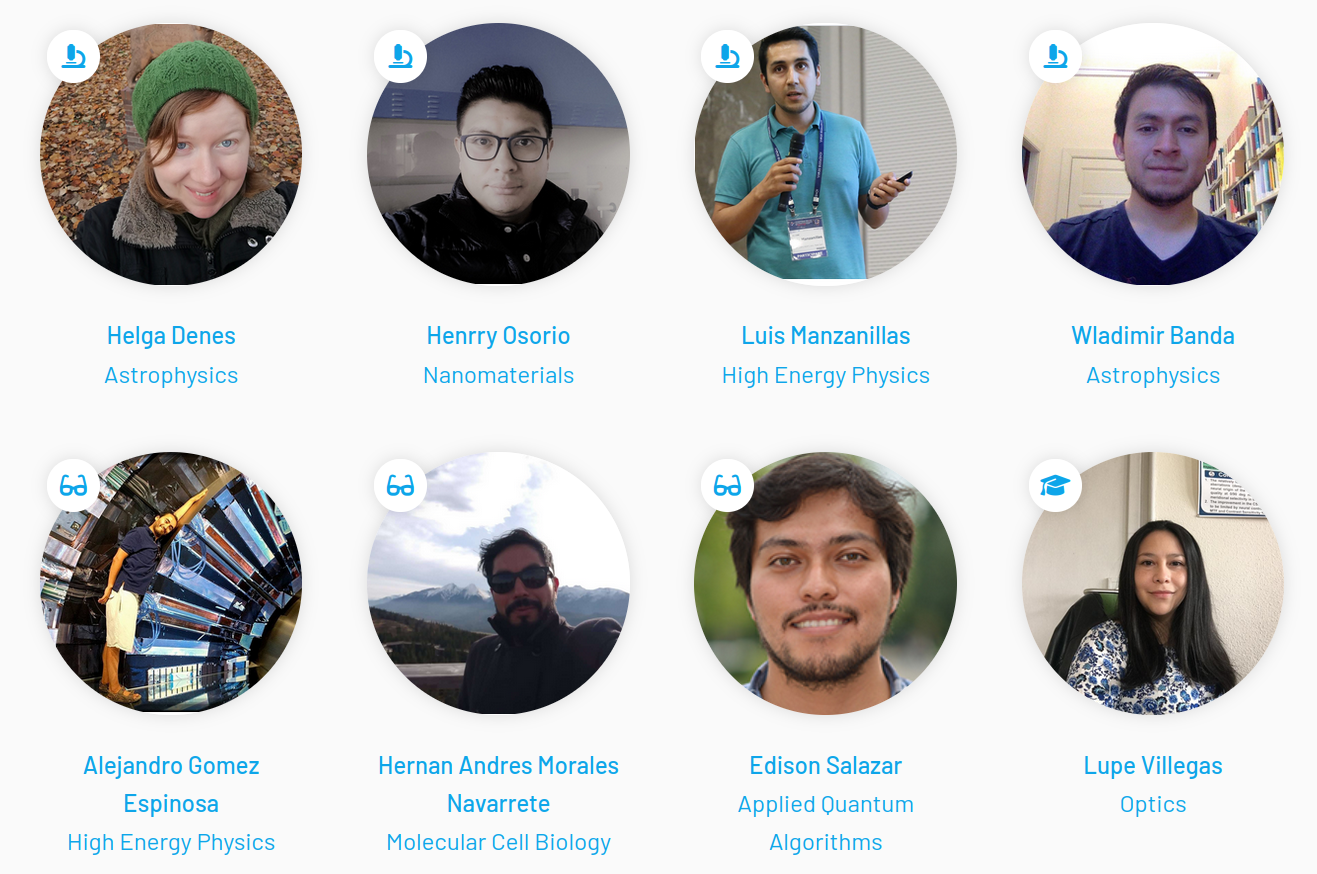 Helga Denes
Astrophysics
Henrry Osorio
Nanomaterials
Luis Manzanillas
High Energy Physics
Wladimir Banda
Astrophysics
Alejandro Gomez
Espinosa
High Energy Physics
Hernan Andres Morales
Navarrete
Molecular Cell Biology
Edison Salazar
Applied Quantum
Algorithms
Lupe Villegas
Optics